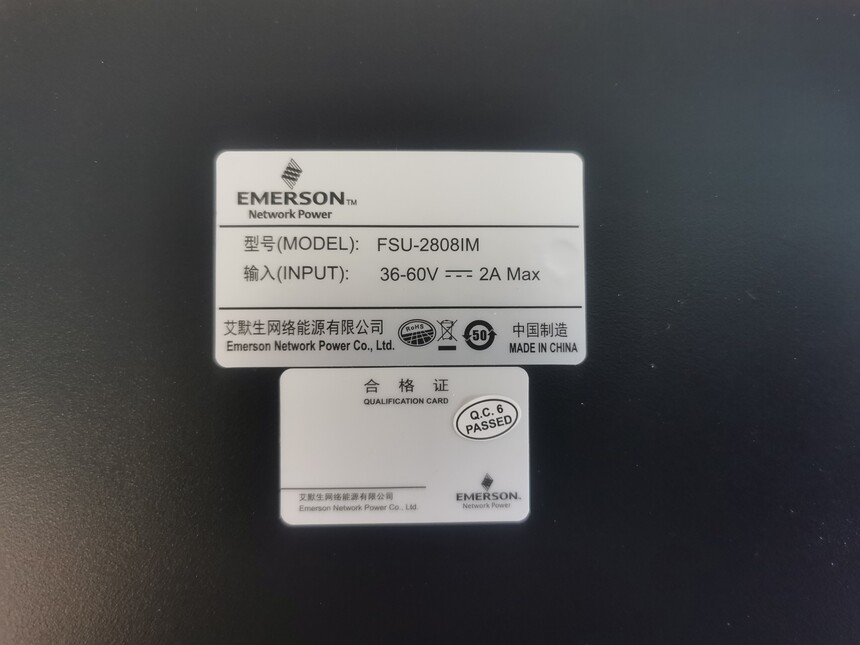 EMERSON™
Network Power
型号(MODEL): FSU-2808IM
输入(INPUT): 36-60V ⎓ 2A Max
艾默生网络能源有限公司
Emerson Network Power Co., Ltd.
RoHS
50
中国制造
MADE IN CHINA
合格证
QUALIFICATION CARD
Q.C. 6
PASSED
艾默生网络能源有限公司
Emerson Network Power Co., Ltd.
EMERSON.
Network Power